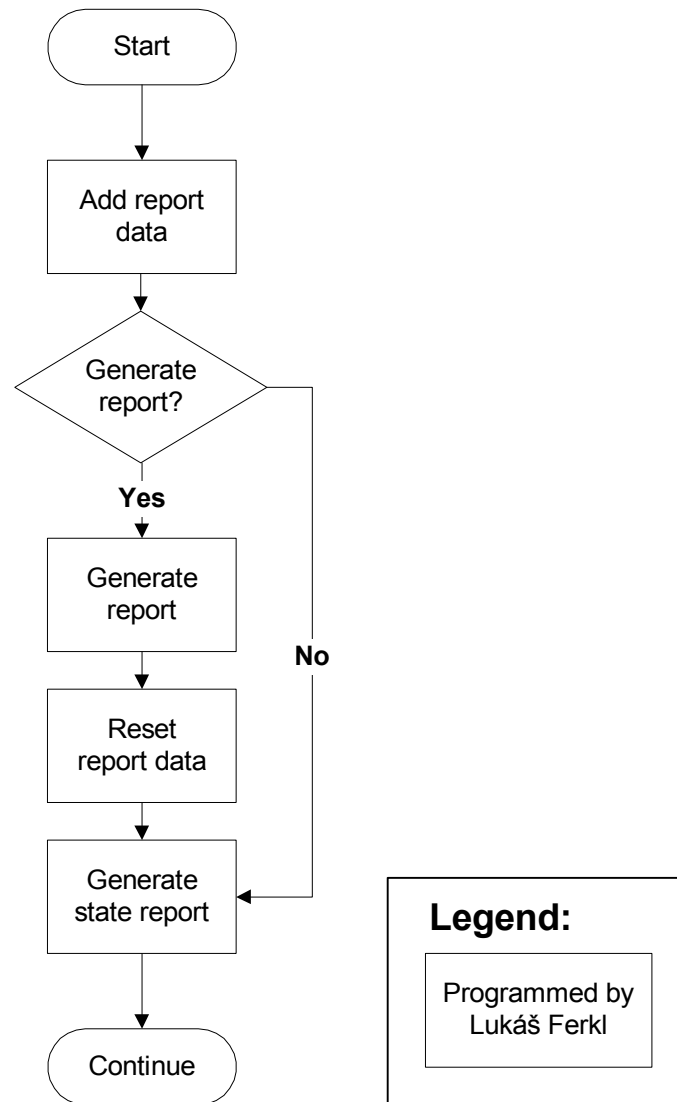 Start
Add report
data
Generate
report?
Yes
Generate
report
No
Reset
report data
Generate
state report
Continue
Legend:
Programmed by
Lukáš Ferkl